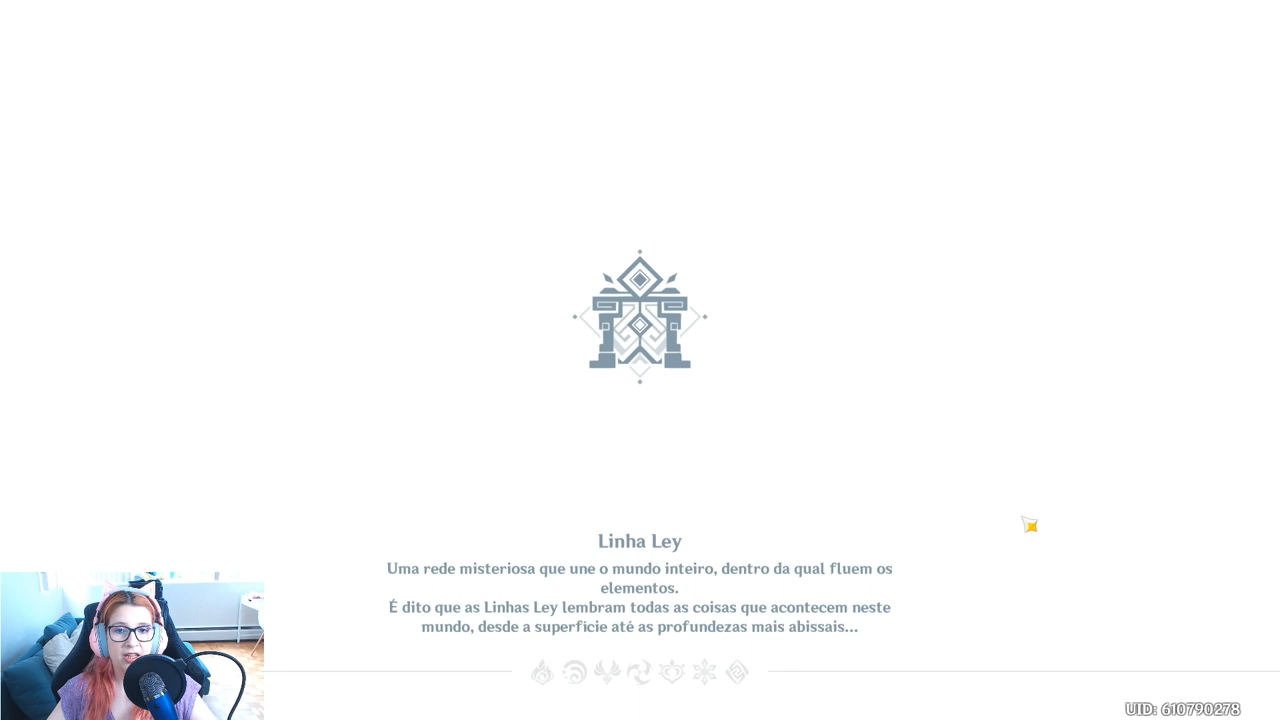 Linha Ley
Uma rede misteriosa que une o mundo inteiro, dentro da qual fluem os
elementos.
É dito que as Linhas Ley lembram todas as coisas que acontecem neste
mundo, desde a superfície até as profundezas mais abissais...
UID: 610790278